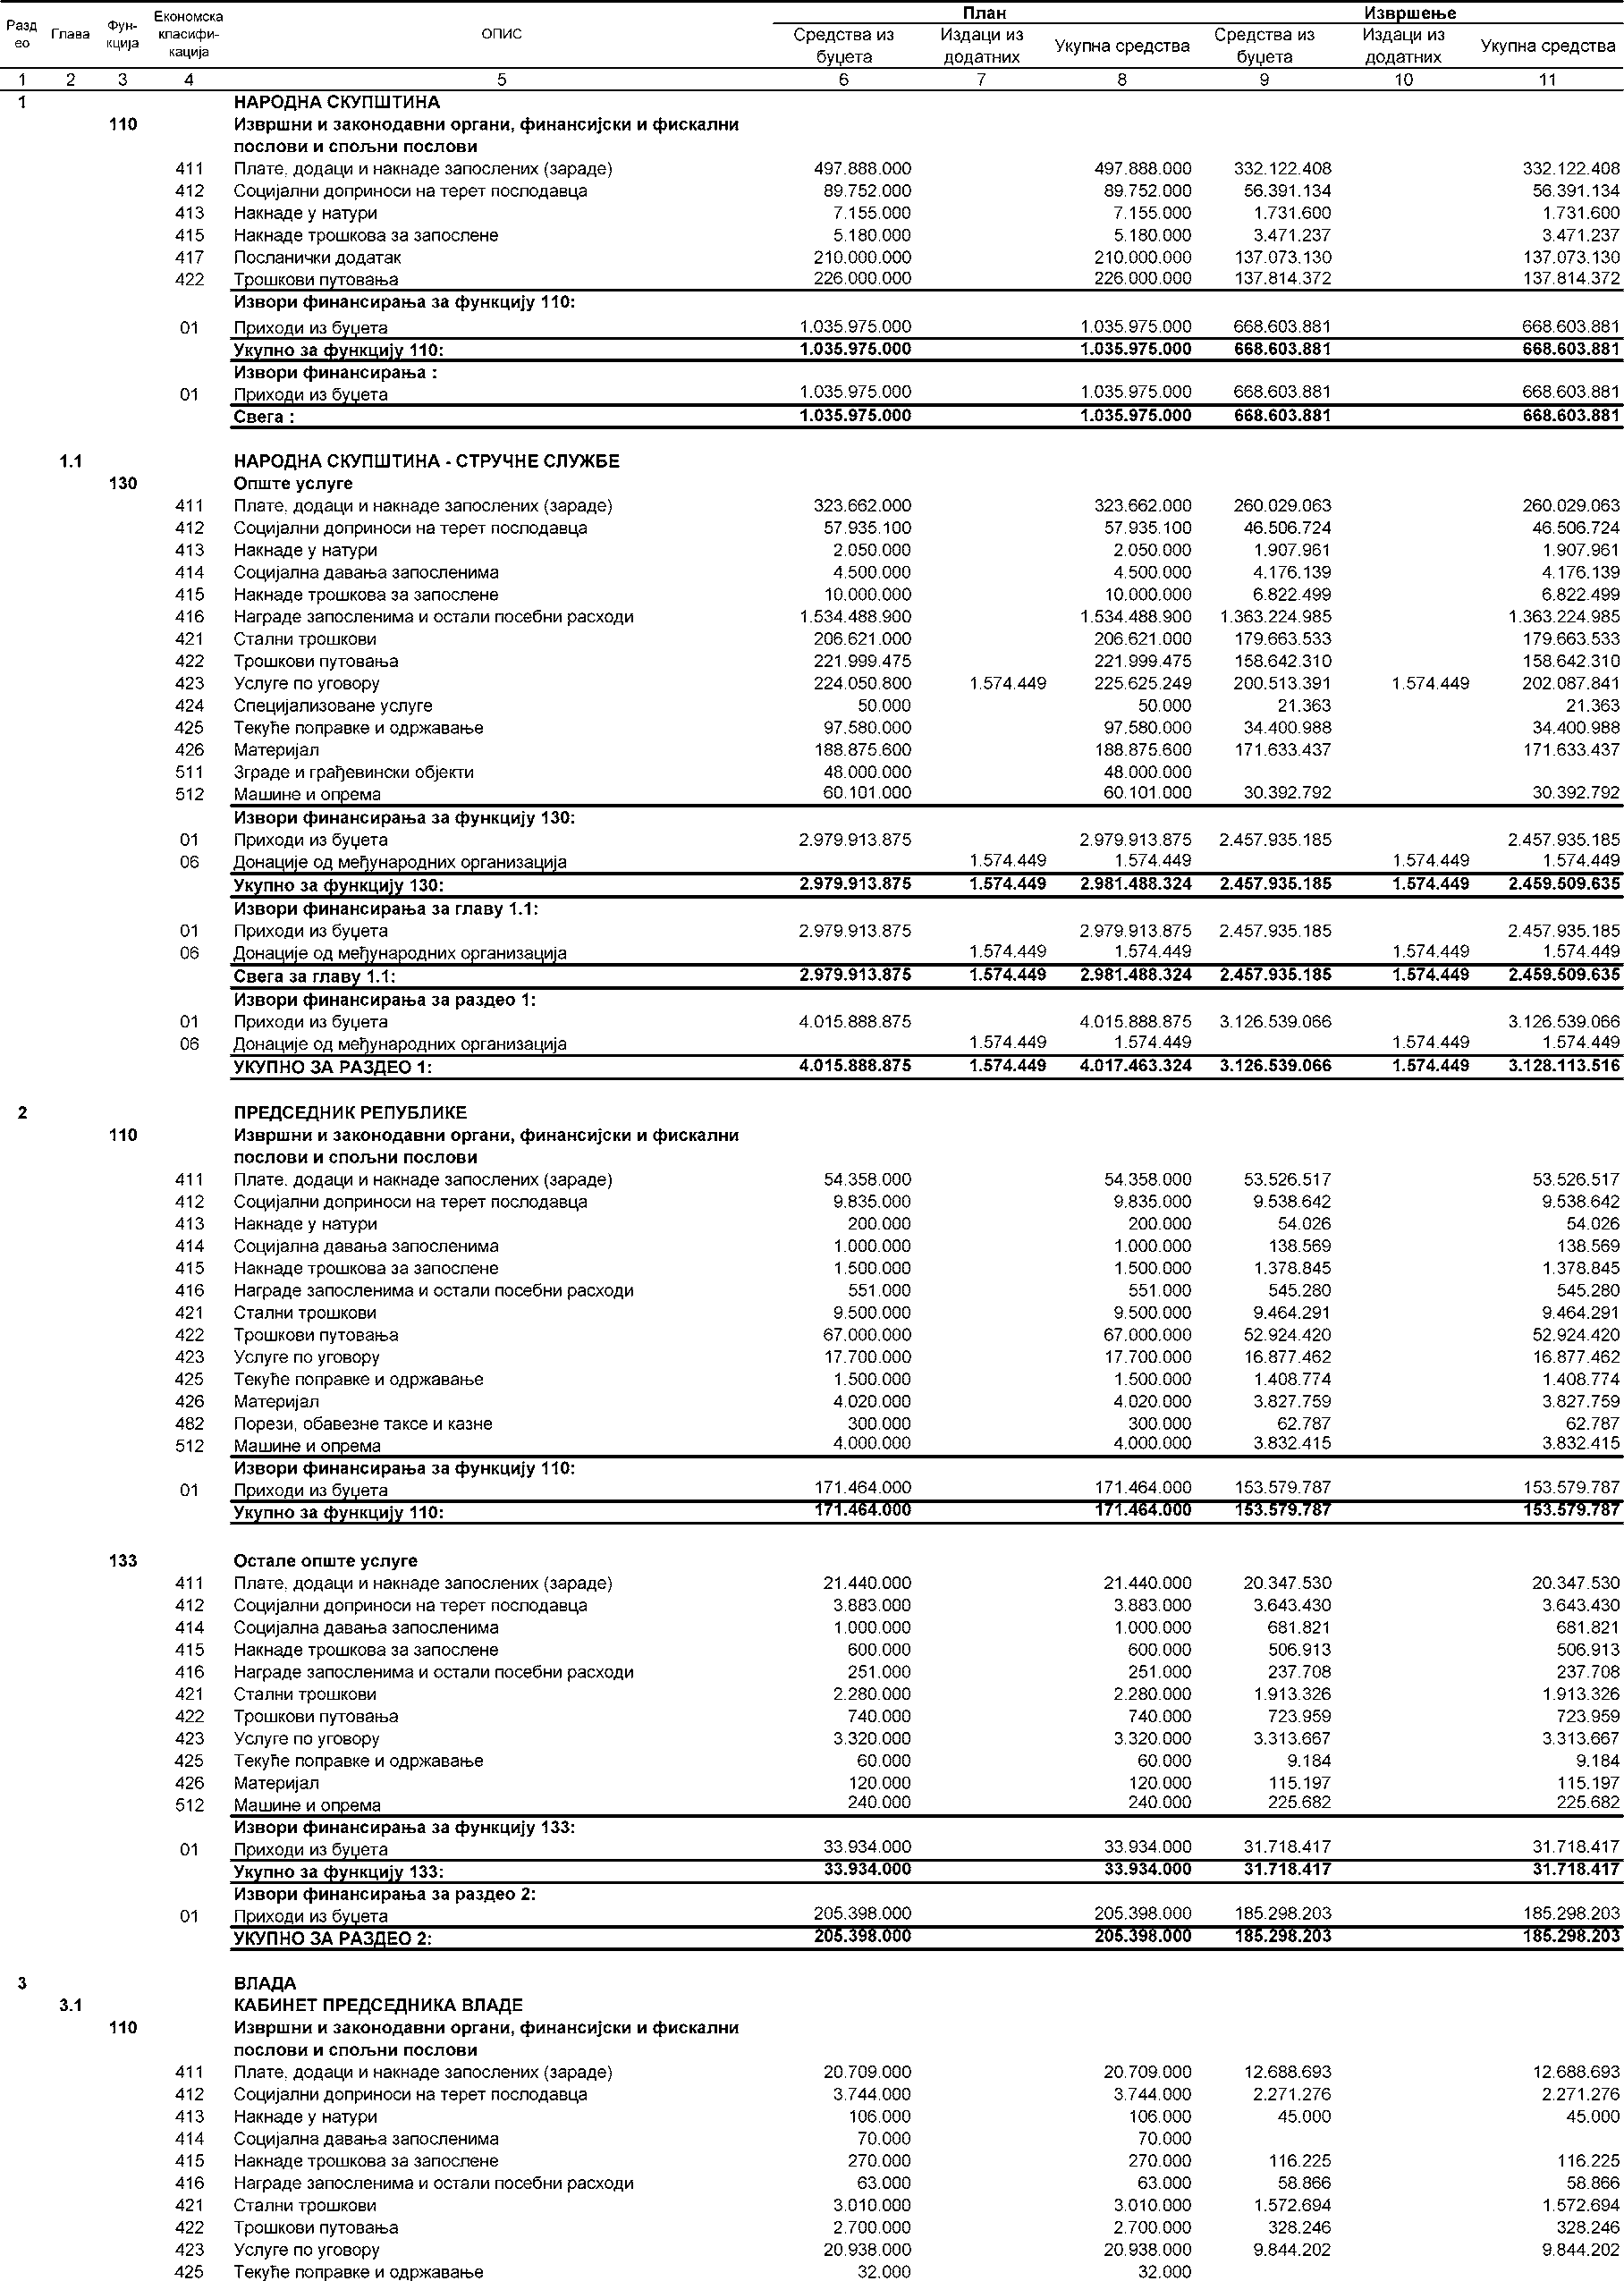 План Извршење
Разд ео Глава Фун- кција Економска класифи- кација ОПИС Средства из буџета Издаци из додатних Укупна средства Средства из буџета Издаци из додатних Укупна средства
1 2 3 4 5 6 7 8 9 10 11
1 НАРОДНА СКУПШТИНА
110 Извршни и законодавни органи, финансијски и фискални
послови и спољни послови
411 Плате, додаци и накнаде запослених (зараде) 497.888.000 497.888.000 332.122.408 332.122.408
412 Социјални доприноси на терет послодавца 89.752.000 89.752.000 56.391.134 56.391.134
413 Накнаде у натури 7.155.000 7.155.000 1.731.600 1.731.600
415 Накнаде трошкова за запослене 5.180.000 5.180.000 3.471.237 3.471.237
417 Посланички додатак 210.000.000 210.000.000 137.073.130 137.073.130
422 Трошкови путовања 226.000.000 226.000.000 137.814.372 137.814.372
Извори финансирања за функцију 110:
01 Приходи из буџета 1.035.975.000 1.035.975.000 668.603.881 668.603.881
Укупно за функцију 110: 1.035.975.000 1.035.975.000 668.603.881 668.603.881
Извори финансирања :
01 Приходи из буџета 1.035.975.000 1.035.975.000 668.603.881 668.603.881
Свега : 1.035.975.000 1.035.975.000 668.603.881 668.603.881
1.1 НАРОДНА СКУПШТИНА - СТРУЧНЕ СЛУЖБЕ
130 Опште услуге
411 Плате, додаци и накнаде запослених (зараде) 323.662.000 323.662.000 260.029.063 260.029.063
412 Социјални доприноси на терет послодавца 57.935.100 57.935.100 46.506.724 46.506.724
413 Накнаде у натури 2.050.000 2.050.000 1.907.961 1.907.961
414 Социјална давања запосленима 4.500.000 4.500.000 4.176.139 4.176.139
415 Накнаде трошкова за запослене 10.000.000 10.000.000 6.822.499 6.822.499
416 Награде запосленима и остали посебни расходи 1.534.488.900 1.534.488.900 1.363.224.985 1.363.224.985
421 Стални трошкови 206.621.000 206.621.000 179.663.533 179.663.533
422 Трошкови путовања 221.999.475 221.999.475 158.642.310 158.642.310
423 Услуге по уговору 224.050.800 1.574.449 225.625.249 200.513.391 1.574.449 202.087.841
424 Специјализоване услуге 50.000 50.000 21.363 21.363
425 Текуће поправке и одржавање 97.580.000 97.580.000 34.400.988 34.400.988
426 Материјал 188.875.600 188.875.600 171.633.437 171.633.437
511 Зграде и грађевински објекти 48.000.000 48.000.000
512 Машине и опрема 60.101.000 60.101.000 30.392.792 30.392.792
Извори финансирања за функцију 130:
01 Приходи из буџета 2.979.913.875 2.979.913.875 2.457.935.185 2.457.935.185
06 Донације од међународних организација 1.574.449 1.574.449 1.574.449 1.574.449
Укупно за функцију 130: 2.979.913.875 1.574.449 2.981.488.324 2.457.935.185 1.574.449 2.459.509.635
Извори финансирања за главу 1.1:
01 Приходи из буџета 2.979.913.875 2.979.913.875 2.457.935.185 2.457.935.185
06 Донације од међународних организација 1.574.449 1.574.449 1.574.449 1.574.449
Свега за главу 1.1: 2.979.913.875 1.574.449 2.981.488.324 2.457.935.185 1.574.449 2.459.509.635
Извори финансирања за раздео 1:
01 Приходи из буџета 4.015.888.875 4.015.888.875 3.126.539.066 3.126.539.066
06 Донације од међународних организација 1.574.449 1.574.449 1.574.449 1.574.449
УКУПНО ЗА РАЗДЕО 1: 4.015.888.875 1.574.449 4.017.463.324 3.126.539.066 1.574.449 3.128.113.516
2 ПРЕДСЕДНИК РЕПУБЛИКЕ
110 Извршни и законодавни органи, финансијски и фискални
послови и спољни послови
411 Плате, додаци и накнаде запослених (зараде) 54.358.000 54.358.000 53.526.517 53.526.517
412 Социјални доприноси на терет послодавца 9.835.000 9.835.000 9.538.642 9.538.642
413 Накнаде у натури 200.000 200.000 54.026 54.026
414 Социјална давања запосленима 1.000.000 1.000.000 138.569 138.569
415 Накнаде трошкова за запослене 1.500.000 1.500.000 1.378.845 1.378.845
416 Награде запосленима и остали посебни расходи 551.000 551.000 545.280 545.280
421 Стални трошкови 9.500.000 9.500.000 9.464.291 9.464.291
422 Трошкови путовања 67.000.000 67.000.000 52.924.420 52.924.420
423 Услуге по уговору 17.700.000 17.700.000 16.877.462 16.877.462
425 Текуће поправке и одржавање 1.500.000 1.500.000 1.408.774 1.408.774
426 Материјал 4.020.000 4.020.000 3.827.759 3.827.759
482 Порези, обавезне таксе и казне 300.000 300.000 62.787 62.787
512 Машине и опрема 4.000.000 4.000.000 3.832.415 3.832.415
Извори финансирања за функцију 110:
01 Приходи из буџета 171.464.000 171.464.000 153.579.787 153.579.787
Укупно за функцију 110: 171.464.000 171.464.000 153.579.787 153.579.787
133 Остале опште услуге
411 Плате, додаци и накнаде запослених (зараде) 21.440.000 21.440.000 20.347.530 20.347.530
412 Социјални доприноси на терет послодавца 3.883.000 3.883.000 3.643.430 3.643.430
414 Социјална давања запосленима 1.000.000 1.000.000 681.821 681.821
415 Накнаде трошкова за запослене 600.000 600.000 506.913 506.913
416 Награде запосленима и остали посебни расходи 251.000 251.000 237.708 237.708
421 Стални трошкови 2.280.000 2.280.000 1.913.326 1.913.326
422 Трошкови путовања 740.000 740.000 723.959 723.959
423 Услуге по уговору 3.320.000 3.320.000 3.313.667 3.313.667
425 Текуће поправке и одржавање 60.000 60.000 9.184 9.184
426 Материјал 120.000 120.000 115.197 115.197
512 Машине и опрема 240.000 240.000 225.682 225.682
Извори финансирања за функцију 133:
01 Приходи из буџета 33.934.000 33.934.000 31.718.417 31.718.417
Укупно за функцију 133: 33.934.000 33.934.000 31.718.417 31.718.417
Извори финансирања за раздео 2:
01 Приходи из буџета 205.398.000 205.398.000 185.298.203 185.298.203
УКУПНО ЗА РАЗДЕО 2: 205.398.000 205.398.000 185.298.203 185.298.203
3 ВЛАДА
3.1 КАБИНЕТ ПРЕДСЕДНИКА ВЛАДЕ
110 Извршни и законодавни органи, финансијски и фискални
послови и спољни послови
411 Плате, додаци и накнаде запослених (зараде) 20.709.000 20.709.000 12.688.693 12.688.693
412 Социјални доприноси на терет послодавца 3.744.000 3.744.000 2.271.276 2.271.276
413 Накнаде у натури 106.000 106.000 45.000 45.000
414 Социјална давања запосленима 70.000 70.000
415 Накнаде трошкова за запослене 270.000 270.000 116.225 116.225
416 Награде запосленима и остали посебни расходи 63.000 63.000 58.866 58.866
421 Стални трошкови 3.010.000 3.010.000 1.572.694 1.572.694
422 Трошкови путовања 2.700.000 2.700.000 328.246 328.246
423 Услуге по уговору 20.938.000 20.938.000 9.844.202 9.844.202
425 Текуће поправке и одржавање 32.000 32.000